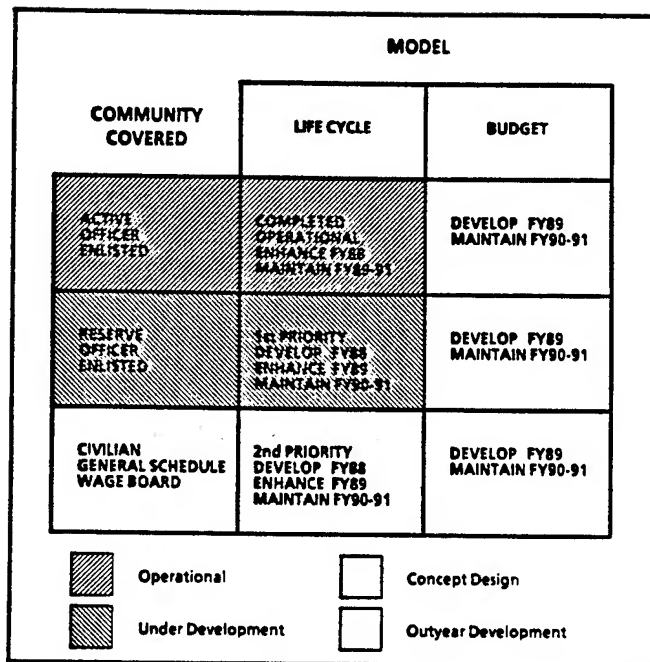 MODEL
COMMUNITY
COVERED
LIFE CYCLE
BUDGET
ACTIVE
OFFICER
ENLISTED
COMPLETED
OPERATIONAL,
ENHANCE FY88
MAINTAIN FY89-91
DEVELOP FY89
MAINTAIN FY90-91
RESERVE
OFFICER
ENLISTED
1st PRIORITY
DEVELOP FY88
ENHANCE FY89
MAINTAIN FY90-91
DEVELOP FY89
MAINTAIN FY90-91
CIVILIAN
GENERAL SCHEDULE
WAGE BOARD
2nd PRIORITY
DEVELOP FY88
ENHANCE FY89
MAINTAIN FY90-91
DEVELOP FY89
MAINTAIN FY90-91
Operational
Concept Design
Under Development
Outyear Development